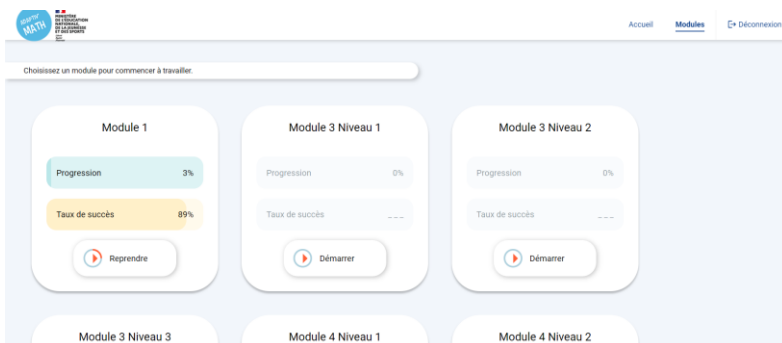 ADAPTIV'
MATH
MINISTÈRE
DE L'ÉDUCATION
NATIONALE,
DE LA JEUNESSE
ET DES SPORTS
Accueil
Modules
Déconnexion
Choisissez un module pour commencer à travailler.
Module 1
Progression 3%
Taux de succès 89%
Reprendre
Module 3 Niveau 1
Progression 0%
Taux de succès ___
Démarrer
Module 3 Niveau 2
Progression 0%
Taux de succès ___
Démarrer
Module 3 Niveau 3
Module 4 Niveau 1
Module 4 Niveau 2